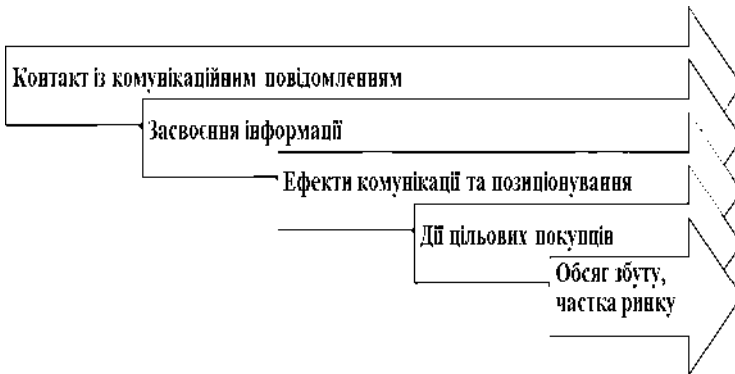 Контакт із комунікаційним повідомленням
Засвоєння інформації
Ефекти комунікації та позиціонування
Дії цільових покупців
Обсяг збуту,
частка ринку